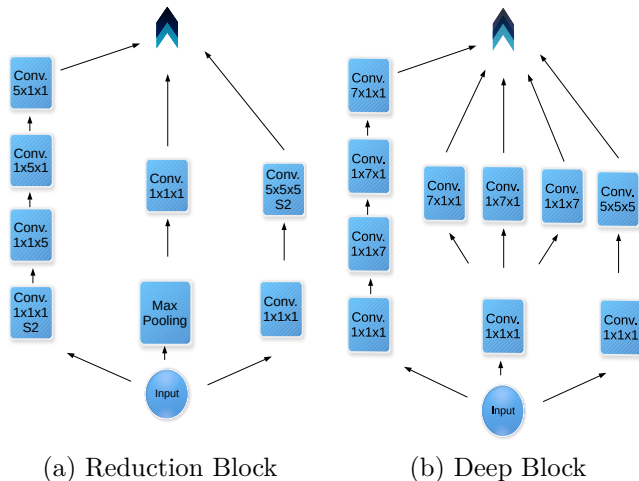 Conv.
5x1x1
Conv.
1x5x1
Conv.
1x1x5
Conv.
1x1x1
S2
Conv.
1x1x1
Max
Pooling
Conv.
5x5x5
S2
Conv.
1x1x1
Input
(a) Reduction Block
Conv.
7x1x1
Conv.
1x7x1
Conv.
1x1x7
Conv.
1x1x1
Conv.
7x1x1
Conv.
1x7x1
Conv.
1x1x7
Conv.
1x1x1
Conv.
5x5x5
Conv.
1x1x1
Input
(b) Deep Block